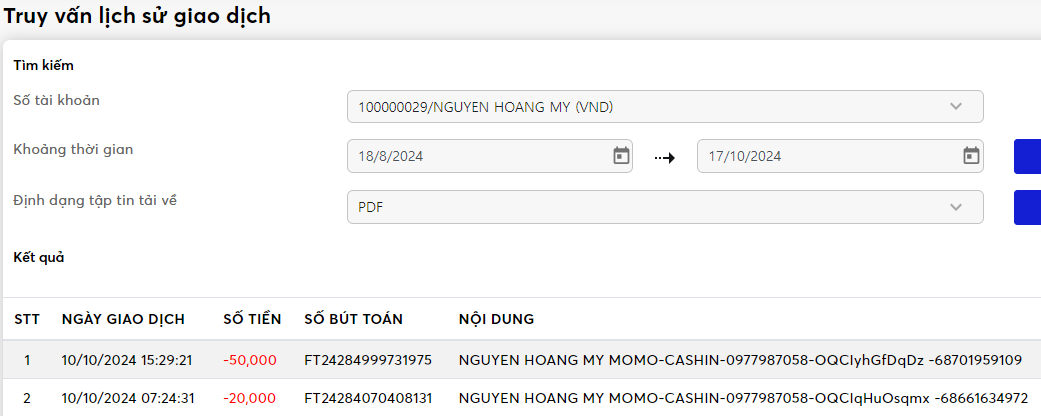 Truy vấn lịch sử giao dịch
Tìm kiếm
Số tài khoản 100000029/NGUYEN HOANG MY (VND)
Khoảng thời gian 18/8/2024 17/10/2024
Định dạng tập tin tải về PDF
Kết quả
STT NGÀY GIAO DỊCH SỐ TIỀN SỐ BÚT TOÁN NỘI DUNG
1 10/10/2024 15:29:21 -50,000 FT24284999731975 NGUYEN HOANG MY MOMO-CASHIN-0977987058-OQCIyhGfDqDz -68701959109
2 10/10/2024 07:24:31 -20,000 FT24284070408131 NGUYEN HOANG MY MOMO-CASHIN-0977987058-OQCIqHuOsqmx -68661634972